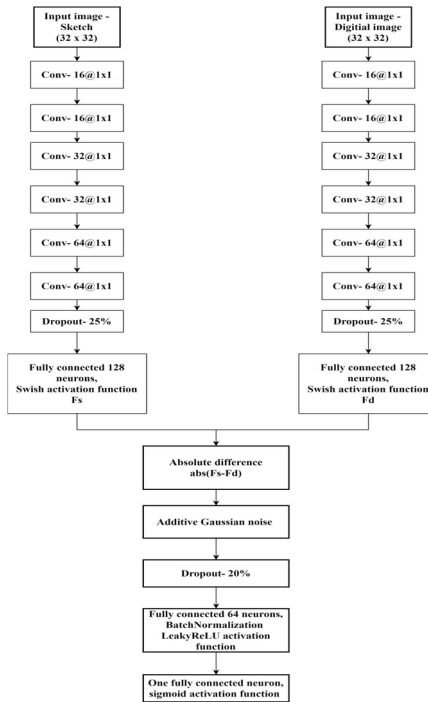 Input image -
Sketch
(32 x 32)
Conv- 16@1x1
Conv- 16@1x1
Conv- 32@1x1
Conv- 32@1x1
Conv- 64@1x1
Conv- 64@1x1
Dropout- 25%
Fully connected 128
neurons,
Swish activation function
Fs
Input image -
Digitial image
(32 x 32)
Conv- 16@1x1
Conv- 16@1x1
Conv- 32@1x1
Conv- 32@1x1
Conv- 64@1x1
Conv- 64@1x1
Dropout- 25%
Fully connected 128
neurons,
Swish activation function
Fd
Absolute difference
abs(Fs-Fd)
Additive Gaussian noise
Dropout- 20%
Fully connected 64 neurons,
BatchNormalization
LeakyReLU activation
function
One fully connected neuron,
sigmoid activation function